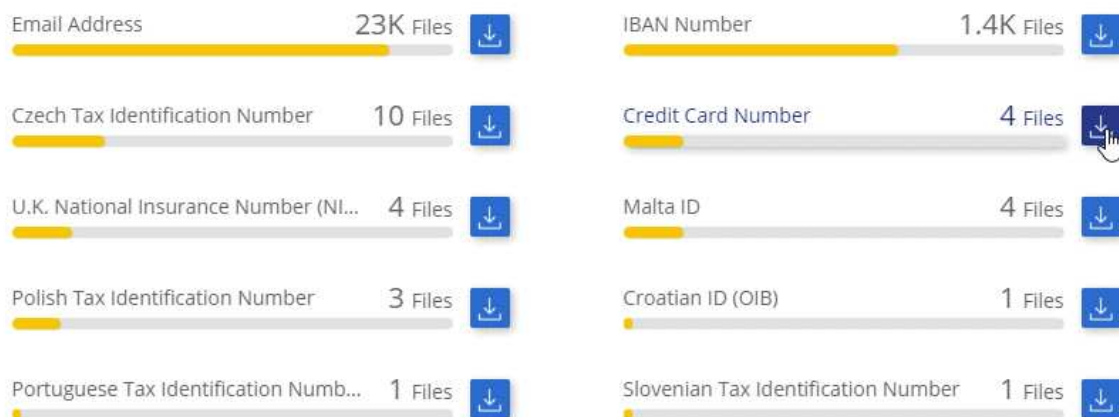 Email Address 23K Files
IBAN Number 1.4K Files
Czech Tax Identification Number 10 Files
Credit Card Number 4 Files
U.K. National Insurance Number (NI... 4 Files
Malta ID 4 Files
Polish Tax Identification Number 3 Files
Croatian ID (OIB) 1 Files
Portuguese Tax Identification Numb... 1 Files
Slovenian Tax Identification Number 1 Files